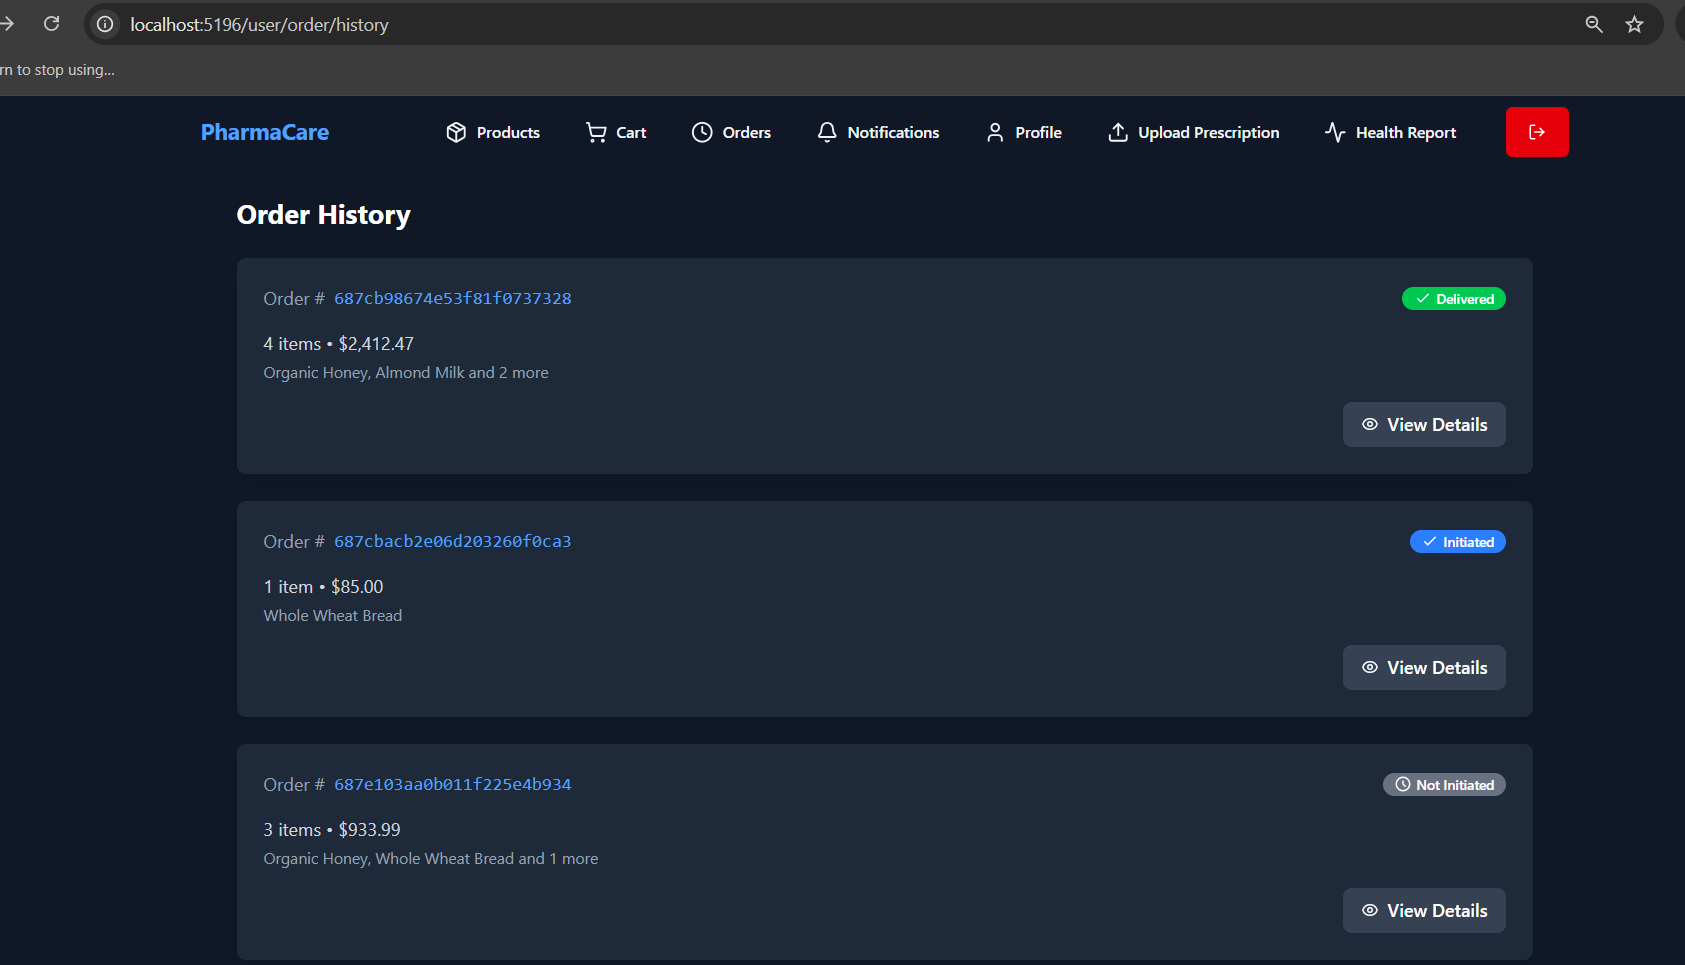 localhost:5196/user/order/history
rn to stop using...
PharmaCare
Products
Cart
Orders
Notifications
Profile
Upload Prescription
Health Report
Order History
Order # 687cb98674e53f81f0737328
Delivered
4 items • $2,412.47
Organic Honey, Almond Milk and 2 more
View Details
Order # 687cbacb2e06d203260f0ca3
Initiated
1 item • $85.00
Whole Wheat Bread
View Details
Order # 687e103aa0b011f225e4b934
Not Initiated
3 items • $933.99
Organic Honey, Whole Wheat Bread and 1 more
View Details